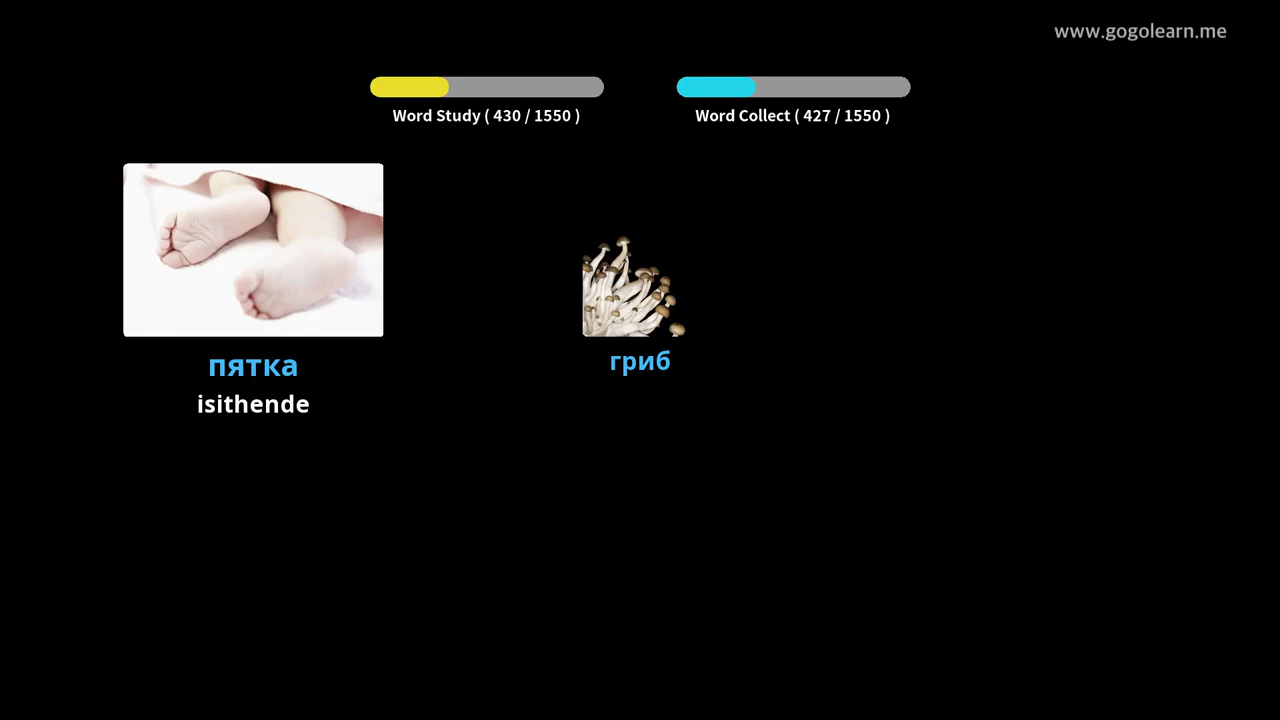 www.gogolearn.me
Word Study ( 430 / 1550 )
Word Collect ( 427 / 1550 )
пятка
isithende
гриб